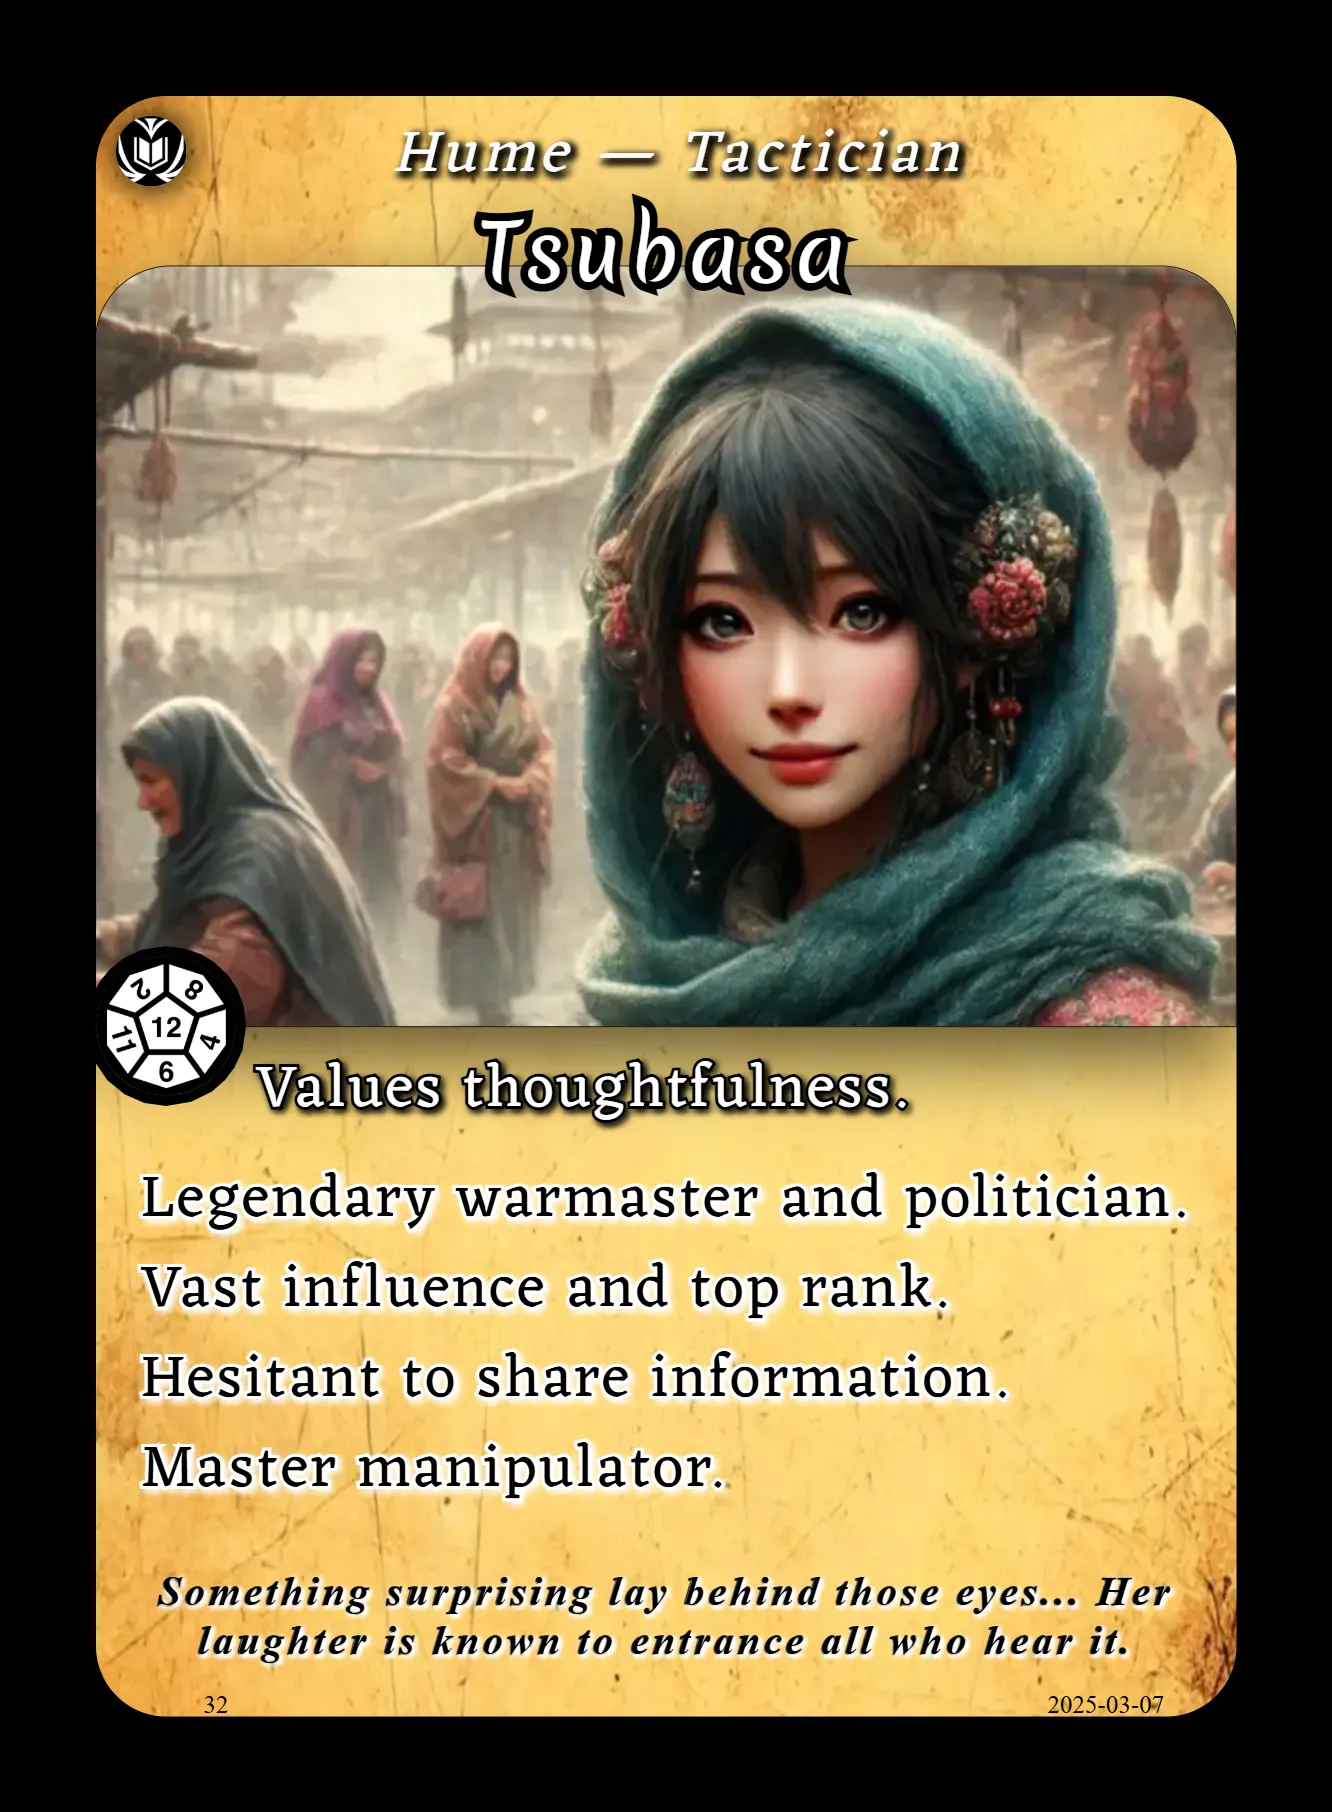 Hume — Tactician
Tsubasa
2 8
12
11 4
6
Values thoughtfulness.
Legendary warmaster and politician.
Vast influence and top rank.
Hesitant to share information.
Master manipulator.
Something surprising lay behind those eyes... Her
laughter is known to entrance all who hear it.
32 2025-03-07